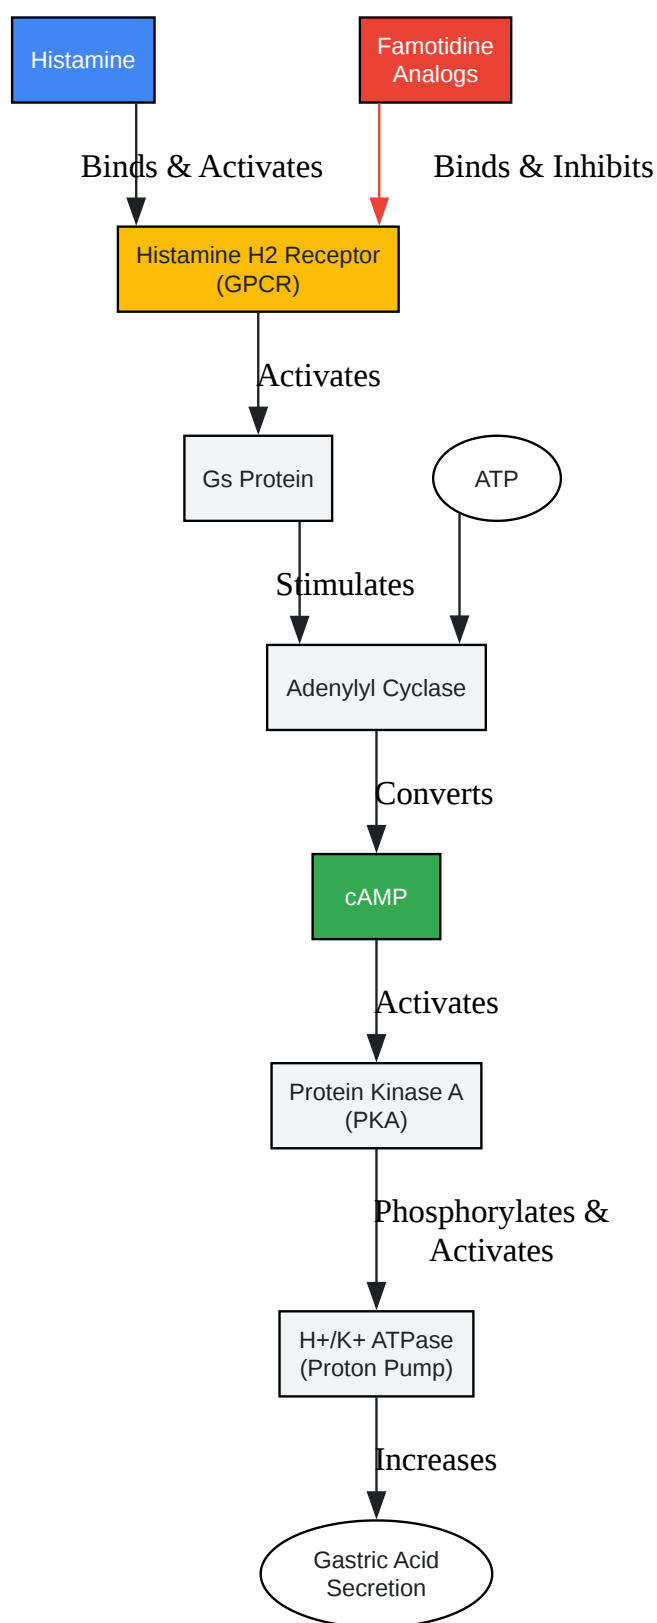 Histamine
Famotidine
Analogs
Binds & Activates
Binds & Inhibits
Histamine H2 Receptor
(GPCR)
Activates
Gs Protein
ATP
Stimulates
Adenylyl Cyclase
Converts
cAMP
Activates
Protein Kinase A
(PKA)
Phosphorylates &
Activates
H+/K+ ATPase
(Proton Pump)
Increases
Gastric Acid
Secretion